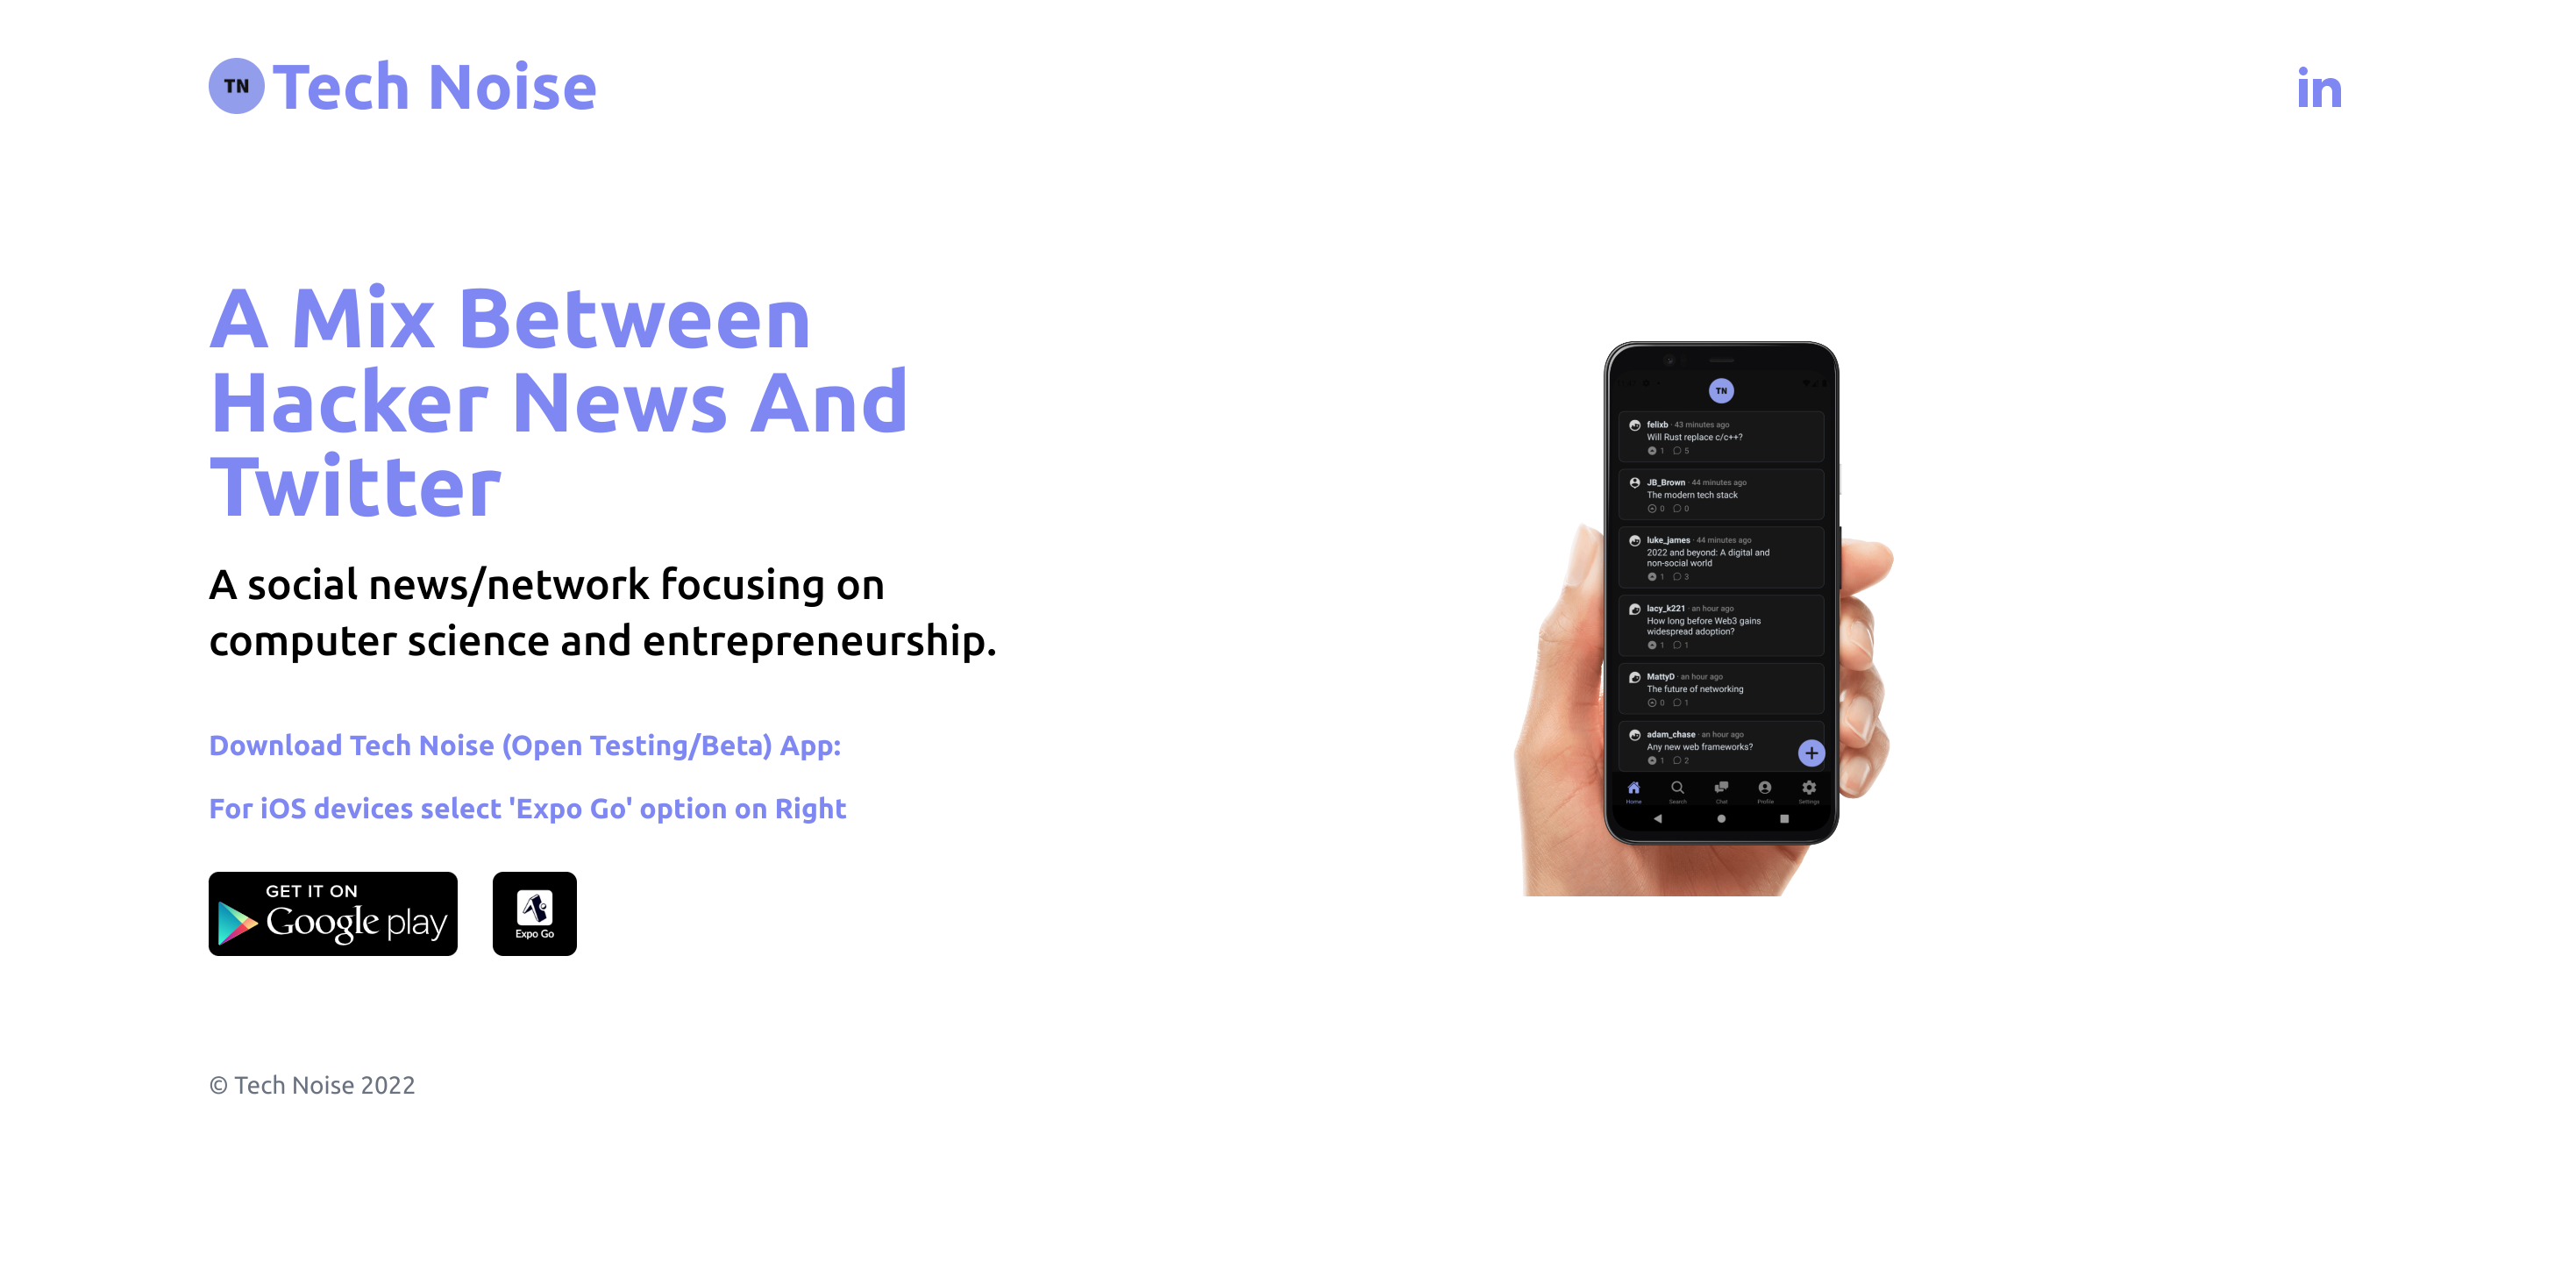 TN Tech Noise
in
A Mix Between
Hacker News And
Twitter
A social news/network focusing on
computer science and entrepreneurship.
Download Tech Noise (Open Testing/Beta) App:
For iOS devices select 'Expo Go' option on Right
GET IT ON
Google play
Expo Go
TN
felixb · 43 minutes ago
Will Rust replace c/c++?
1 5
JB_Brown · 44 minutes ago
The modern tech stack
0 0
luke_james · 44 minutes ago
2022 and beyond: A digital and
non-social world
1 3
lacy_k221 · an hour ago
How long before Web3 gains
widespread adoption?
1 1
MattyD · an hour ago
The future of networking
0 1
adam_chase · an hour ago
Any new web frameworks?
1 2
Home Search Chat Profile Settings
© Tech Noise 2022